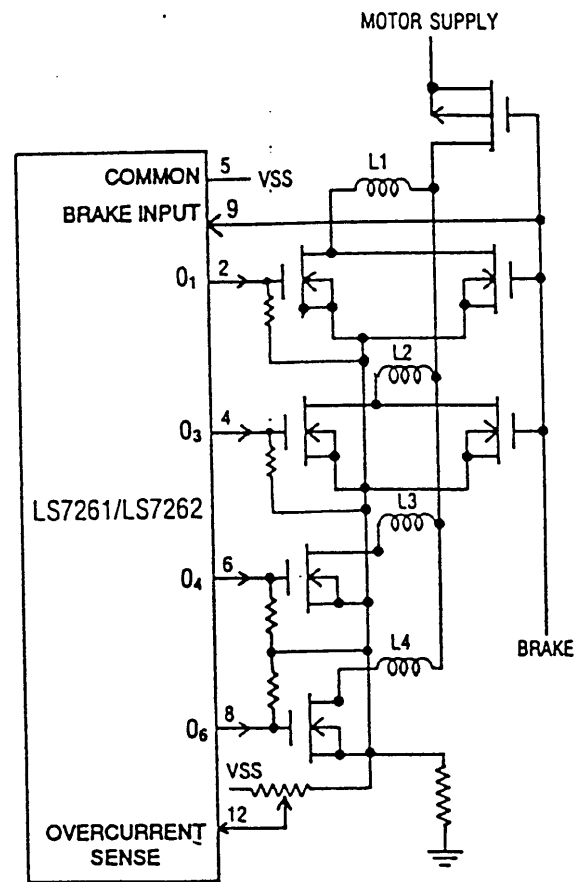 MOTOR SUPPLY
L1
COMMON 5 VSS
BRAKE INPUT 9
O1 2
L2
O3 4
LS7261/LS7262
L3
O4 6
L4
BRAKE
O6 8
VSS
12
OVERCURRENT
SENSE